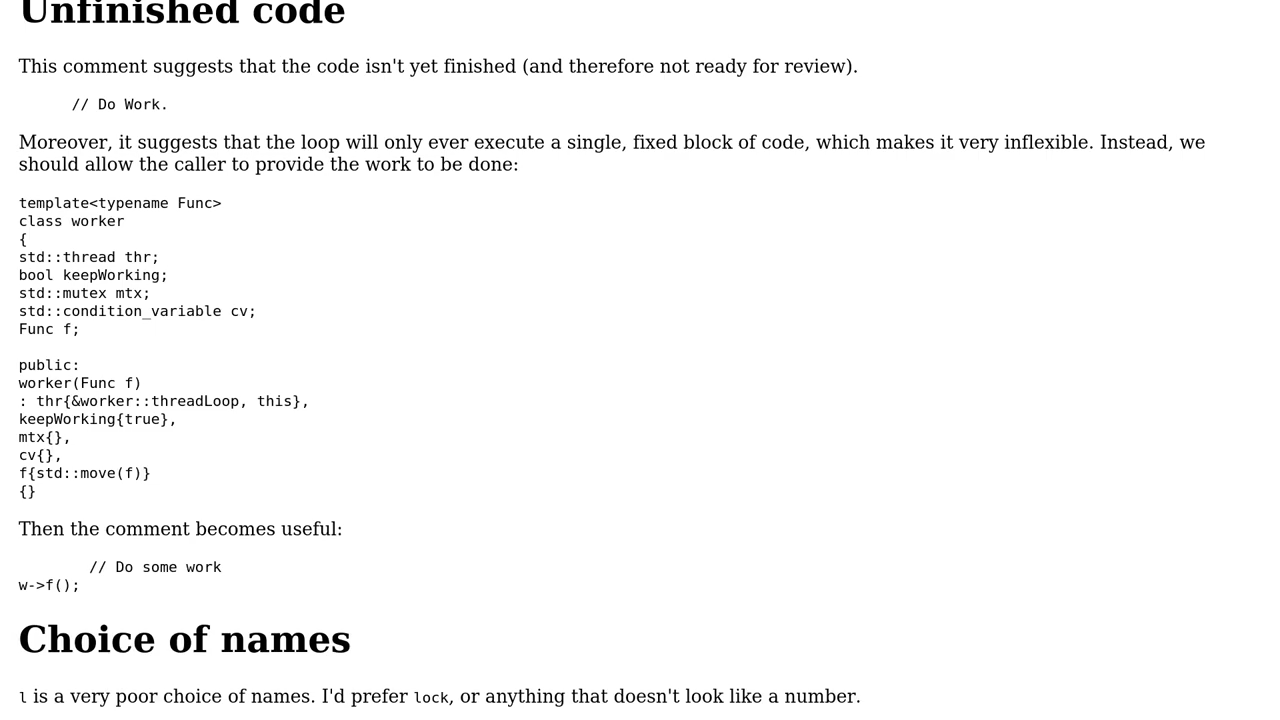 Unfinished code
This comment suggests that the code isn't yet finished (and therefore not ready for review).
// Do Work.
Moreover, it suggests that the loop will only ever execute a single, fixed block of code, which makes it very inflexible. Instead, we
should allow the caller to provide the work to be done:
template<typename Func>
class worker
{
std::thread thr;
bool keepWorking;
std::mutex mtx;
std::condition_variable cv;
Func f;
public:
worker(Func f)
: thr{&worker::threadLoop, this},
keepWorking{true},
mtx{},
cv{},
f{std::move(f)}
{}
Then the comment becomes useful:
// Do some work
w->f();
Choice of names
l is a very poor choice of names. I'd prefer lock, or anything that doesn't look like a number.